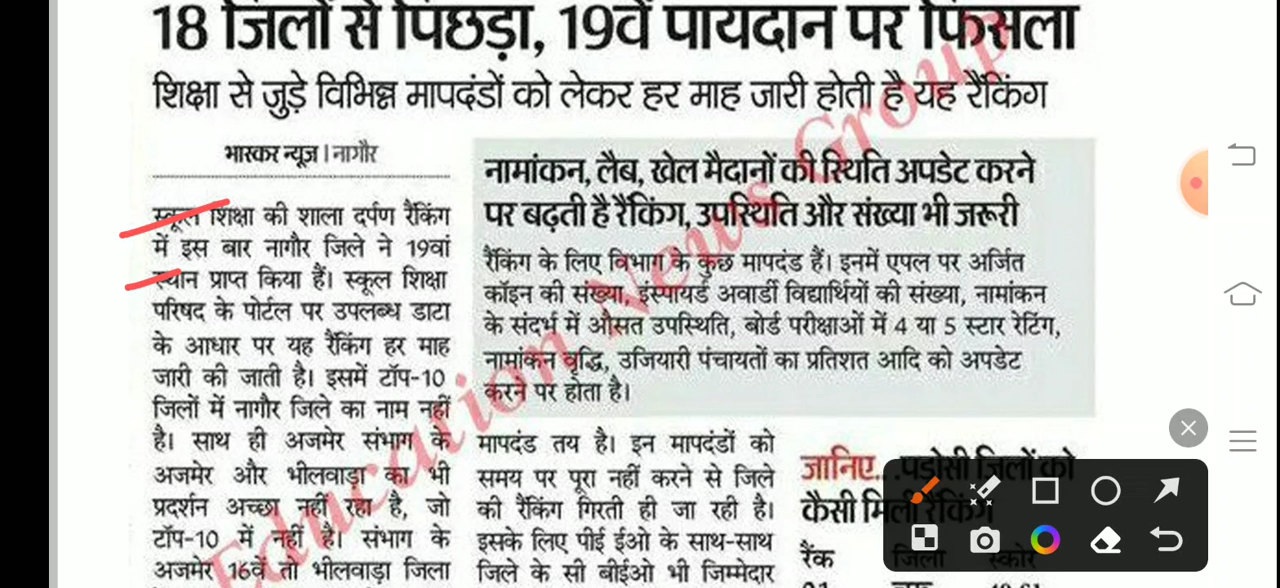 18 जिलों से पिछड़ा, 19वें पायदान पर फिसला
शिक्षा से जुड़े विभिन्न मापदंडों को लेकर हर माह जारी होती है यह रैंकिंग
भास्कर न्यूज | नागौर
स्कूल शिक्षा की शाला दर्पण रैंकिंग
में इस बार नागौर जिले ने 19वां
स्थान प्राप्त किया हैं। स्कूल शिक्षा
परिषद के पोर्टल पर उपलब्ध डाटा
के आधार पर यह रैंकिंग हर माह
जारी की जाती है। इसमें टॉप-10
जिलों में नागौर जिले का नाम नहीं
है। साथ ही अजमेर संभाग के
अजमेर और भीलवाड़ा का भी
प्रदर्शन अच्छा नहीं रहा है, जो
टॉप-10 में नहीं है। संभाग के
अजमेर 16वें तो भीलवाड़ा जिला
नामांकन, लैब, खेल मैदानों की स्थिति अपडेट करने
पर बढ़ती है रैंकिंग, उपस्थिति और संख्या भी जरूरी
रैंकिंग के लिए विभाग के कुछ मापदंड हैं। इनमें एपल पर अर्जित
कॉइन की संख्या, इंस्पायर्ड अवार्डी विद्यार्थियों की संख्या, नामांकन
के संदर्भ में औसत उपस्थिति, बोर्ड परीक्षाओं में 4 या 5 स्टार रेटिंग,
नामांकन वृद्धि, उजियारी पंचायतों का प्रतिशत आदि को अपडेट
करने पर होता है।
मापदंड तय है। इन मापदंडों को
समय पर पूरा नहीं करने से जिले
की रैंकिंग गिरती ही जा रही है।
इसके लिए पीई ईओ के साथ-साथ
जिले के सी बीईओ भी जिम्मेदार
जानिए...पड़ोसी जिलों को
कैसी मिली रैंकिंग
रैंक जिला स्कोर
Education News Group